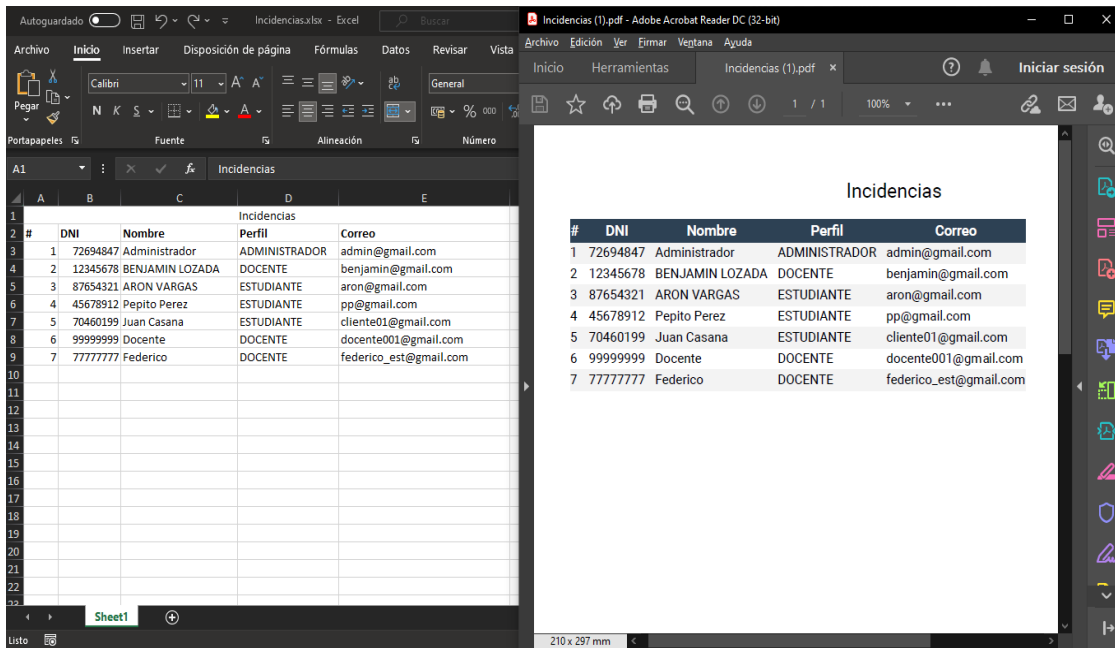 Autoguardado Incidencias.xlsx - Excel Buscar
Archivo Inicio Insertar Disposición de página Fórmulas Datos Revisar Vista
Pegar Calibri 11 A A ab General
N K S A % 000
Portapapeles Fuente Alineación Número
A1 fx Incidencias
A B C D E
1 Incidencias
2 # DNI Nombre Perfil Correo
3 1 72694847 Administrador ADMINISTRADOR admin@gmail.com
4 2 12345678 BENJAMIN LOZADA DOCENTE benjamin@gmail.com
5 3 87654321 ARON VARGAS ESTUDIANTE aron@gmail.com
6 4 45678912 Pepito Perez ESTUDIANTE pp@gmail.com
7 5 70460199 Juan Casana ESTUDIANTE cliente01@gmail.com
8 6 99999999 Docente DOCENTE docente001@gmail.com
9 7 77777777 Federico DOCENTE federico_est@gmail.com
10
11
12
13
14
15
16
17
18
19
20
21
22
Sheet1
Listo
Incidencias (1).pdf - Adobe Acrobat Reader DC (32-bit)
Archivo Edición Ver Firmar Ventana Ayuda
Inicio Herramientas Incidencias (1).pdf × Iniciar sesión
1 / 1 100%
Incidencias
# DNI Nombre Perfil Correo
1 72694847 Administrador ADMINISTRADOR admin@gmail.com
2 12345678 BENJAMIN LOZADA DOCENTE benjamin@gmail.com
3 87654321 ARON VARGAS ESTUDIANTE aron@gmail.com
4 45678912 Pepito Perez ESTUDIANTE pp@gmail.com
5 70460199 Juan Casana ESTUDIANTE cliente01@gmail.com
6 99999999 Docente DOCENTE docente001@gmail.com
7 77777777 Federico DOCENTE federico_est@gmail.com
210 x 297 mm